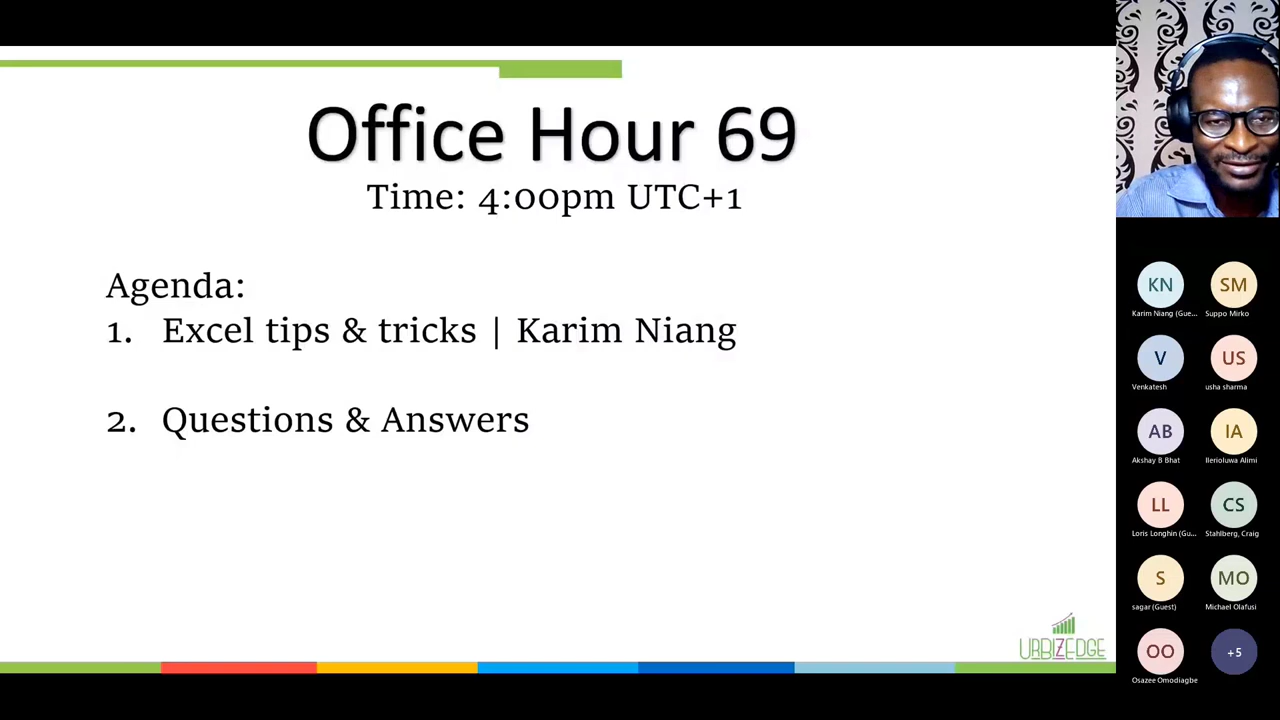 Office Hour 69
Time: 4:00pm UTC+1
Agenda:
1. Excel tips & tricks | Karim Niang
2. Questions & Answers
URBIZEDGE
KN
SM
Karim Niang (Gue...
Suppo Mirko
V
US
Venkatesh
usha sharma
AB
IA
Akshay B Bhat
Ilerioluwa Alimi
LL
CS
Loris Longhin (Gu...
Stahlberg, Craig
S
MO
sagar (Guest)
Michael Olafusi
OO
+5
Osazee Omodiagbe